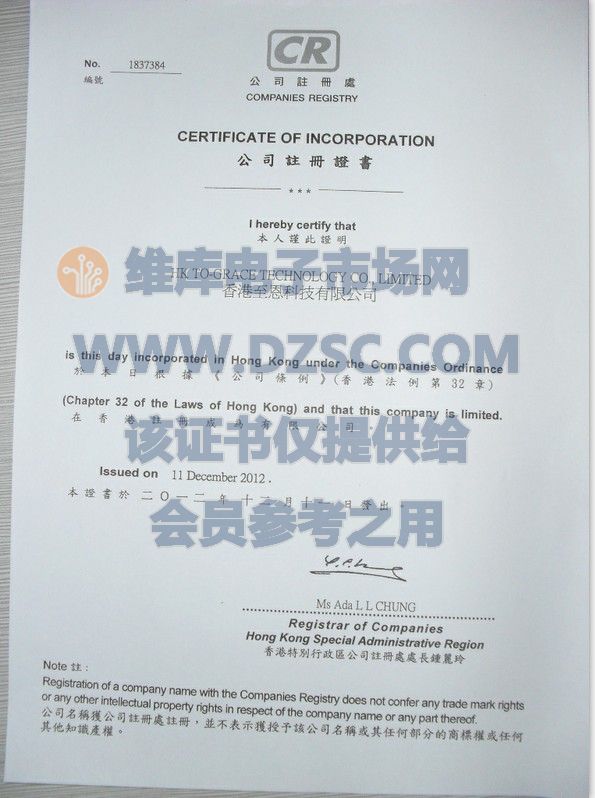 CR
No. 1837384
編號
公司註冊處
COMPANIES REGISTRY
CERTIFICATE OF INCORPORATION
公司註冊證書
***
I hereby certify that
本人謹此證明
维库电子市场网
HK TO-GRACE TECHNOLOGY CO., LIMITED
香港至恩科技有限公司
WWW.DZSC.COM
is this day incorporated in Hong Kong under the Companies Ordinance
於本日根據《公司條例》(香港法例第32章)
(Chapter 32 of the Laws of Hong Kong) and that this company is limited.
在香港註冊成為有限公司。
该证书仅提供给
Issued on 11 December 2012 .
本證書於二〇一二年十二月十一日發出。
会员参考之用
Ms Ada L L CHUNG
Registrar of Companies
Hong Kong Special Administrative Region
香港特別行政區公司註冊處處長鍾麗玲
Note 註 :
Registration of a company name with the Companies Registry does not confer any trade mark rights
or any other intellectual property rights in respect of the company name or any part thereof.
公司名稱獲公司註冊處註冊，並不表示獲授予該公司名稱或其任何部分的商標權或任何
其他知識產權。